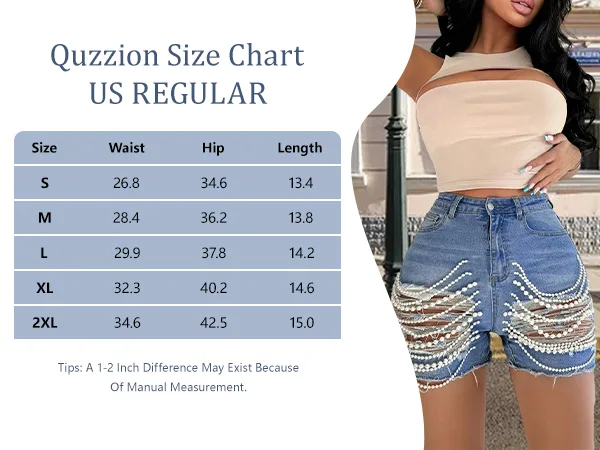 Quzzion Size Chart
US REGULAR
Size Waist Hip Length
S 26.8 34.6 13.4
M 28.4 36.2 13.8
L 29.9 37.8 14.2
XL 32.3 40.2 14.6
2XL 34.6 42.5 15.0
Tips: A 1-2 Inch Difference May Exist Because
Of Manual Measurement.